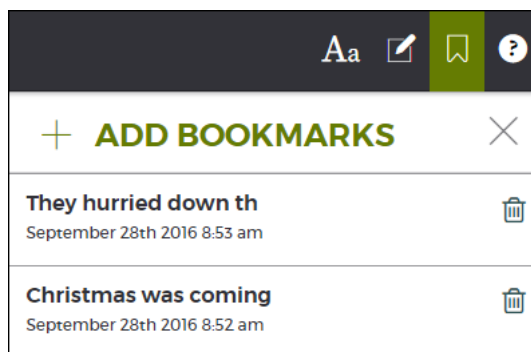 Aa ?
ADD BOOKMARKS
They hurried down th
September 28th 2016 8:53 am
Christmas was coming
September 28th 2016 8:52 am